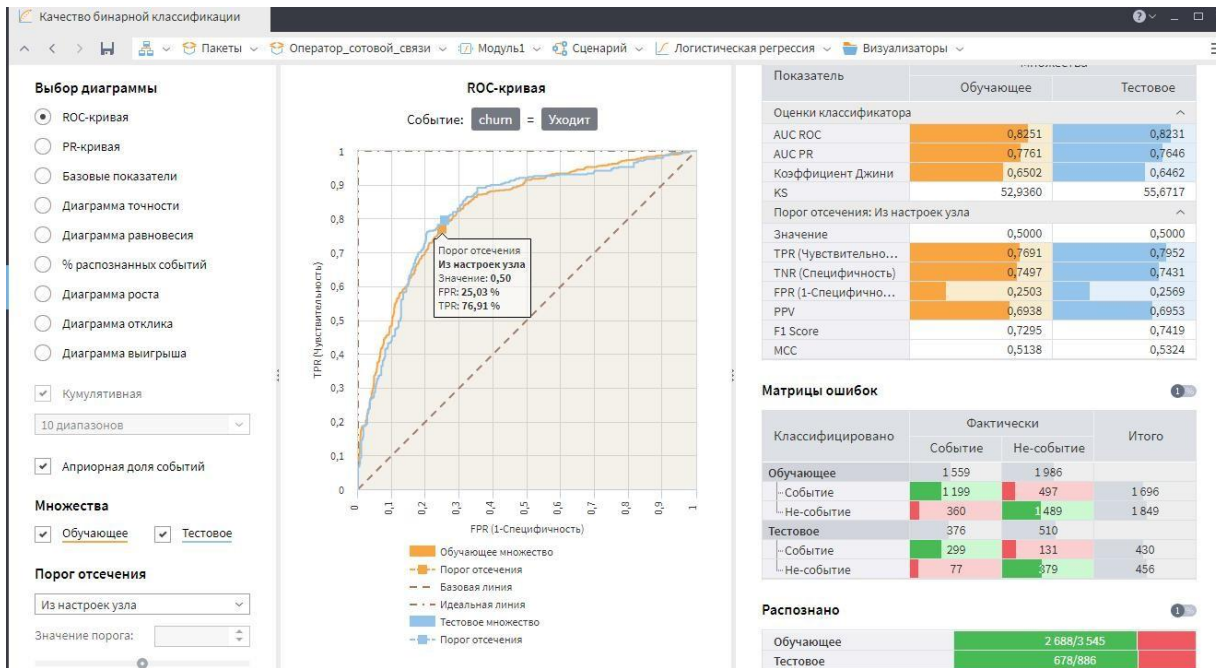 Качество бинарной классификации
Пакеты Оператор_сотовой_связи Модуль1 Сценарий Логистическая регрессия Визуализаторы
Выбор диаграммы
ROC-кривая
PR-кривая
Базовые показатели
Диаграмма точности
Диаграмма равновесия
% распознанных событий
Диаграмма роста
Диаграмма отклика
Диаграмма выигрыша
Кумулятивная
10 диапазонов
Априорная доля событий
Множества
Обучающее Тестовое
Порог отсечения
Из настроек узла
Значение порога:
ROC-кривая
Событие: churn = Уходит
TPR (Чувствительность)
1
0,9
0,8
0,7
0,6
0,5
0,4
0,3
0,2
0,1
0
Порог отсечения
Из настроек узла
Значение: 0,50
FPR: 25,03 %
TPR: 76,91 %
0 0,1 0,2 0,3 0,4 0,5 0,6 0,7 0,8 0,9 1
FPR (1-Специфичность)
Обучающее множество
Порог отсечения
Базовая линия
Идеальная линия
Тестовое множество
Порог отсечения
Показатель Множества
Обучающее Тестовое
Оценки классификатора
AUC ROC 0,8251 0,8231
AUC PR 0,7761 0,7646
Коэффициент Джини 0,6502 0,6462
KS 52,9360 55,6717
Порог отсечения: Из настроек узла
Значение 0,5000 0,5000
TPR (Чувствительно... 0,7691 0,7952
TNR (Специфичность) 0,7497 0,7431
FPR (1-Специфично... 0,2503 0,2569
PPV 0,6938 0,6953
F1 Score 0,7295 0,7419
MCC 0,5138 0,5324
Матрицы ошибок 1
Классифицировано Фактически Итого
Событие Не-событие
Обучающее 1 559 1 986
Событие 1 199 497 1 696
Не-событие 360 1 489 1 849
Тестовое 376 510
Событие 299 131 430
Не-событие 77 379 456
Распознано 1
Обучающее 2 688/3 545
Тестовое 678/886